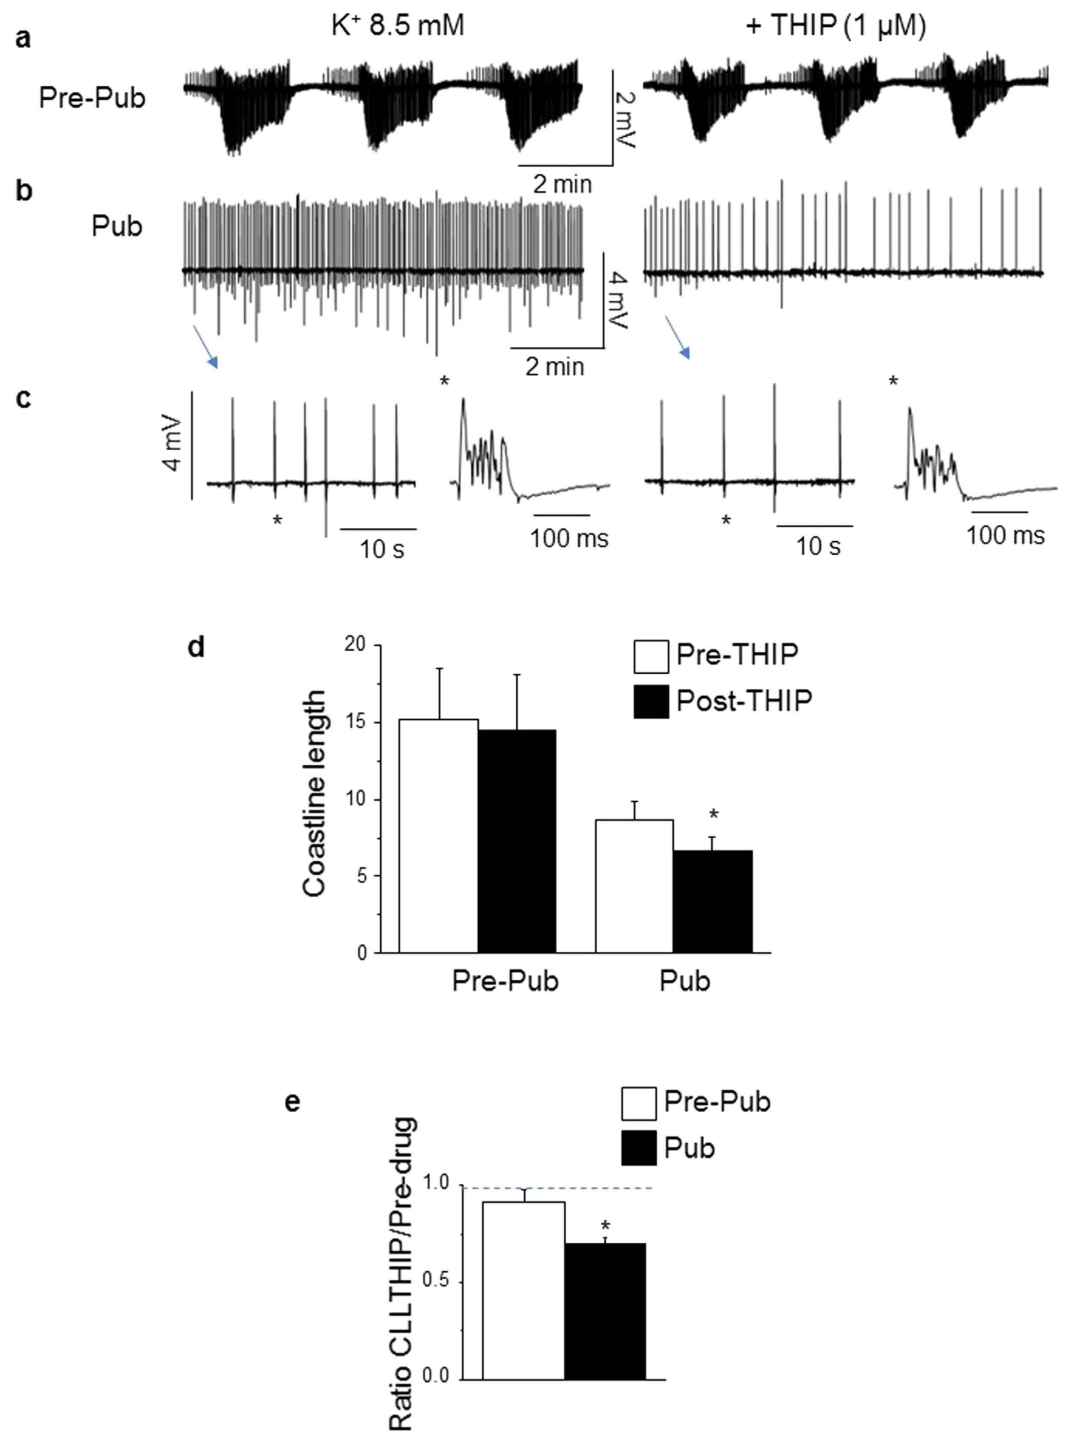 a
K+ 8.5 mM
+ THIP (1 µM)
Pre-Pub
2 mV
2 min
b
Pub
4 mV
2 min
c
*
*
4 mV
*
*
10 s
100 ms
10 s
100 ms
d
20
15
10
5
0
Coastline length
Pre-THIP
Post-THIP
*
Pre-Pub
Pub
e
Pre-Pub
Pub
Ratio CLLTHIP/Pre-drug
1.0
0.5
0.0
*